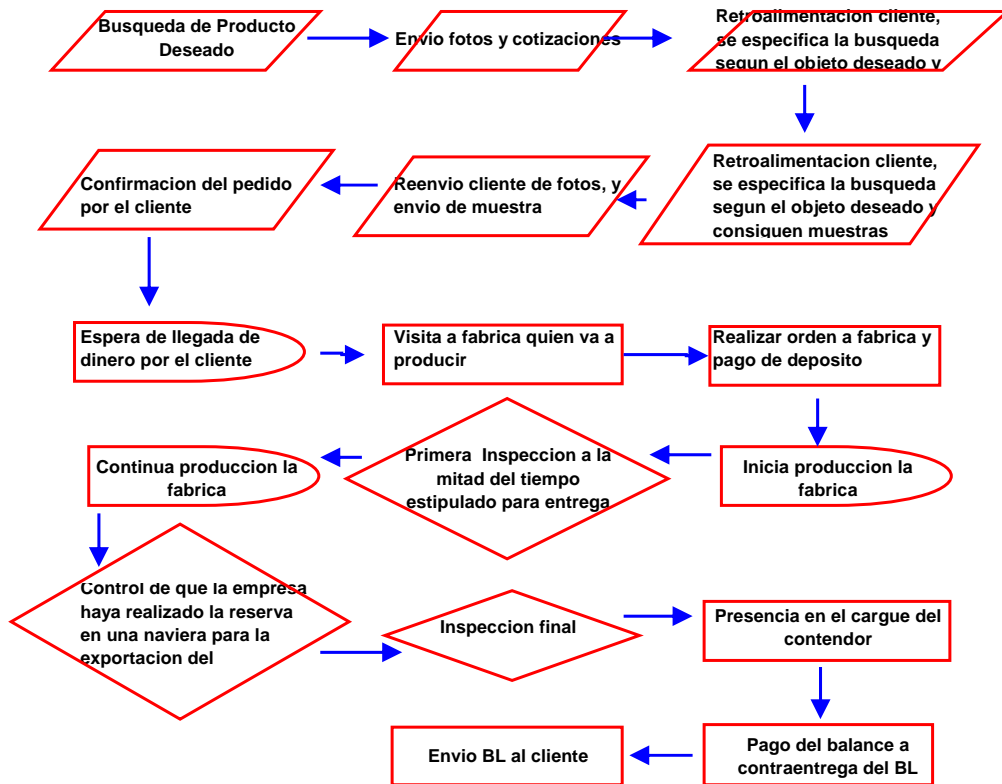 Busqueda de Producto
Deseado
Envio fotos y cotizaciones
Retroalimentacion cliente,
se especifica la busqueda
segun el objeto deseado y
Retroalimentacion cliente,
se especifica la busqueda
segun el objeto deseado y
consiguen muestras
Reenvio cliente de fotos, y
envio de muestra
Confirmacion del pedido
por el cliente
Espera de llegada de
dinero por el cliente
Visita a fabrica quien va a
producir
Realizar orden a fabrica y
pago de deposito
Inicia produccion la
fabrica
Primera Inspeccion a la
mitad del tiempo
estipulado para entrega
Continua produccion la
fabrica
Control de que la empresa
haya realizado la reserva
en una naviera para la
exportacion del
Inspeccion final
Presencia en el cargue del
contendor
Pago del balance a
contraentrega del BL
Envio BL al cliente